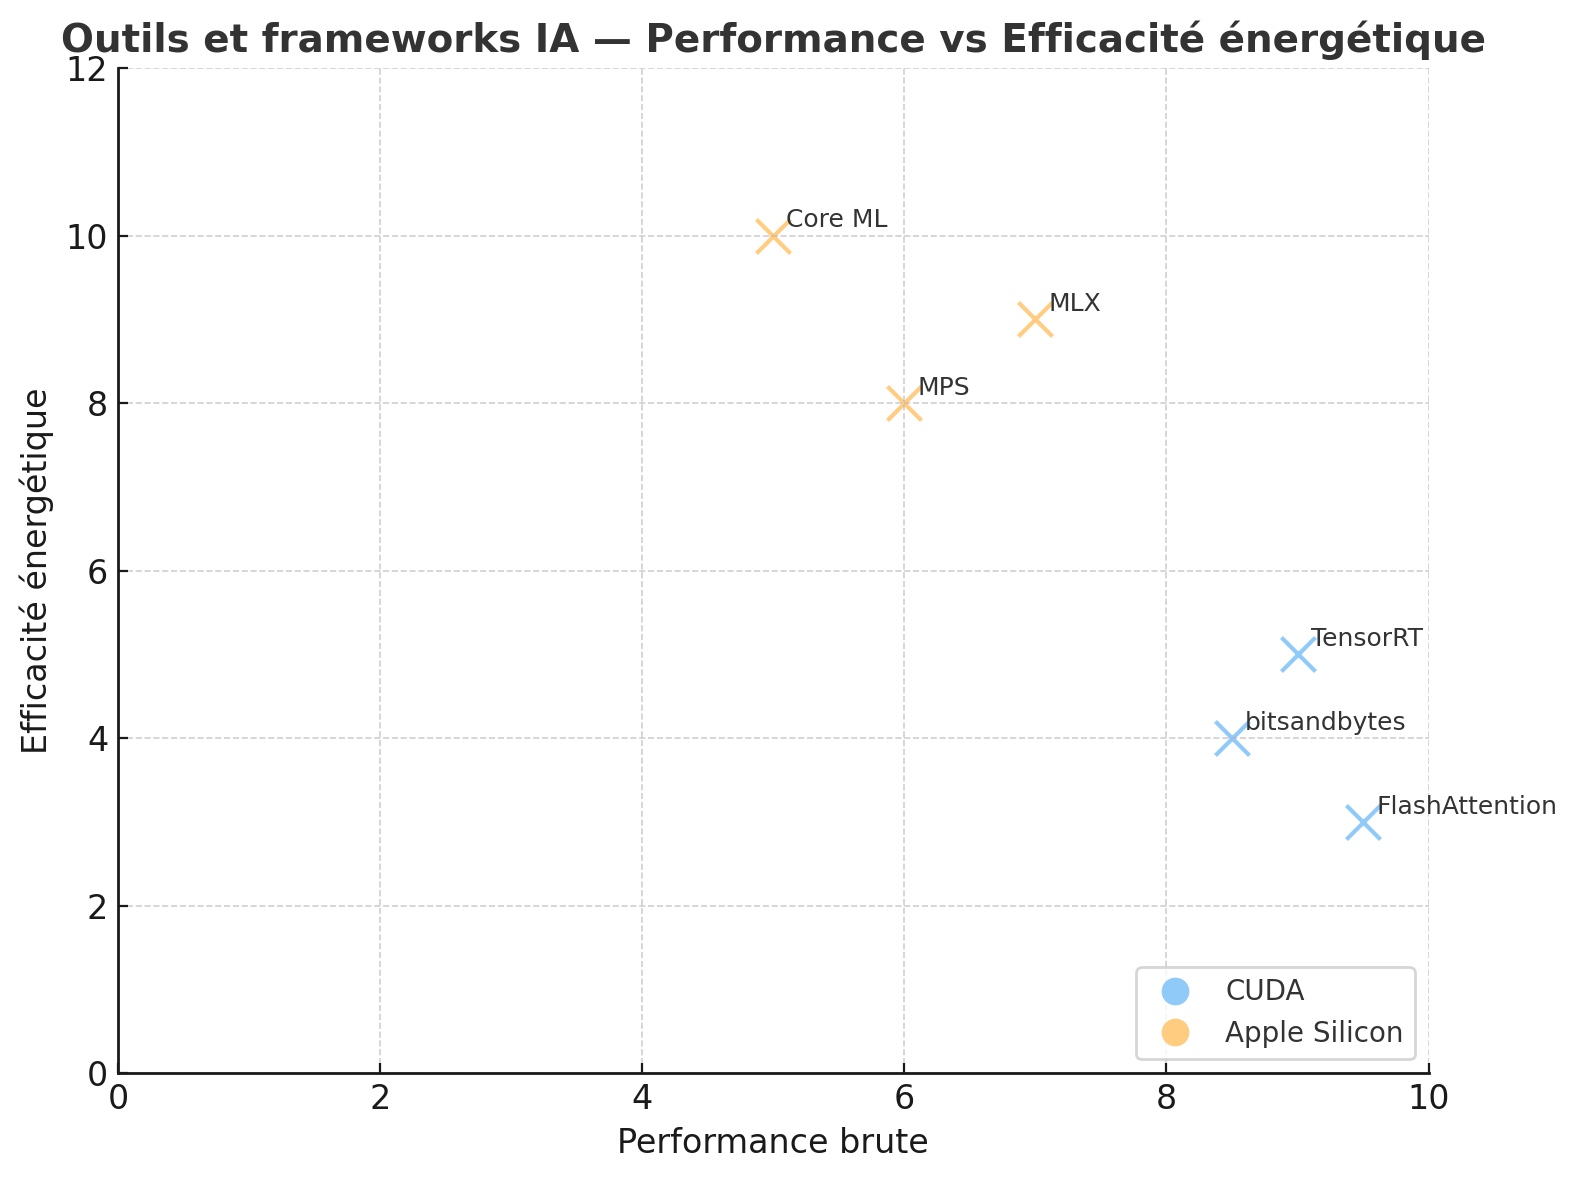 Outils et frameworks IA — Performance vs Efficacité énergétique
12
10
8
6
4
2
0
Efficacité énergétique
Core ML
MLX
MPS
TensorRT
bitsandbytes
FlashAttention
CUDA
Apple Silicon
0 2 4 6 8 10
Performance brute